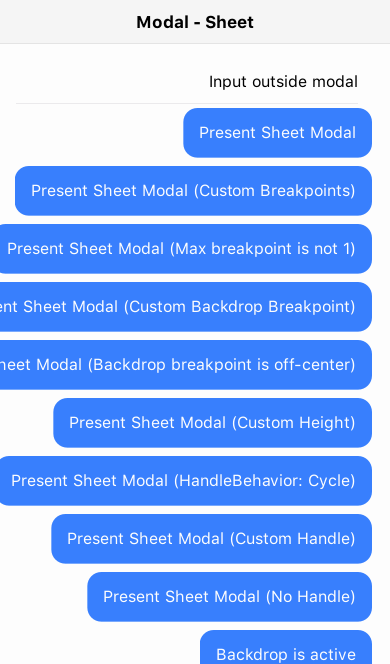 Modal - Sheet
Input outside modal
Present Sheet Modal
Present Sheet Modal (Custom Breakpoints)
Present Sheet Modal (Max breakpoint is not 1)
Sheet Modal (Custom Backdrop Breakpoint)
Modal (Backdrop breakpoint is off-center)
Present Sheet Modal (Custom Height)
Present Sheet Modal (HandleBehavior: Cycle)
Present Sheet Modal (Custom Handle)
Present Sheet Modal (No Handle)
Backdrop is active